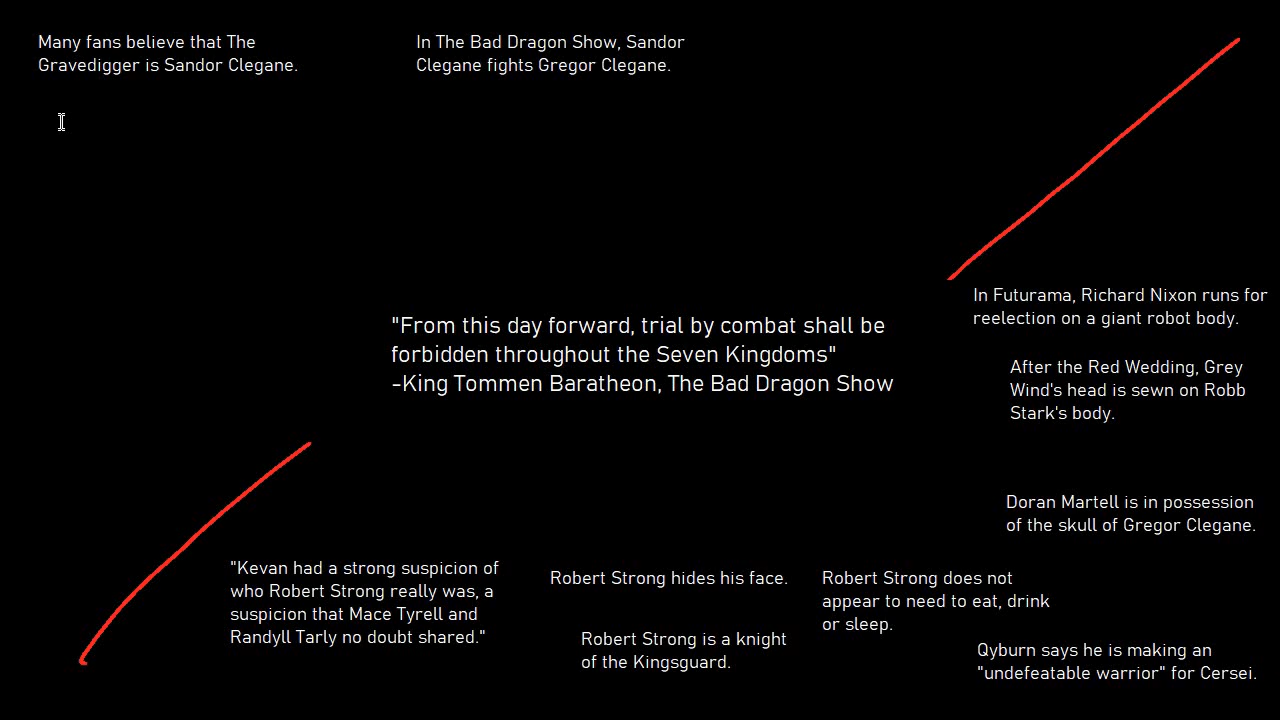 Many fans believe that The
Gravedigger is Sandor Clegane.
In The Bad Dragon Show, Sandor
Clegane fights Gregor Clegane.
In Futurama, Richard Nixon runs for
reelection on a giant robot body.
"From this day forward, trial by combat shall be
forbidden throughout the Seven Kingdoms"
-King Tommen Baratheon, The Bad Dragon Show
After the Red Wedding, Grey
Wind's head is sewn on Robb
Stark's body.
Doran Martell is in possession
of the skull of Gregor Clegane.
"Kevan had a strong suspicion of
who Robert Strong really was, a
suspicion that Mace Tyrell and
Randyll Tarly no doubt shared."
Robert Strong hides his face.
Robert Strong is a knight
of the Kingsguard.
Robert Strong does not
appear to need to eat, drink
or sleep.
Qyburn says he is making an
"undefeatable warrior" for Cersei.